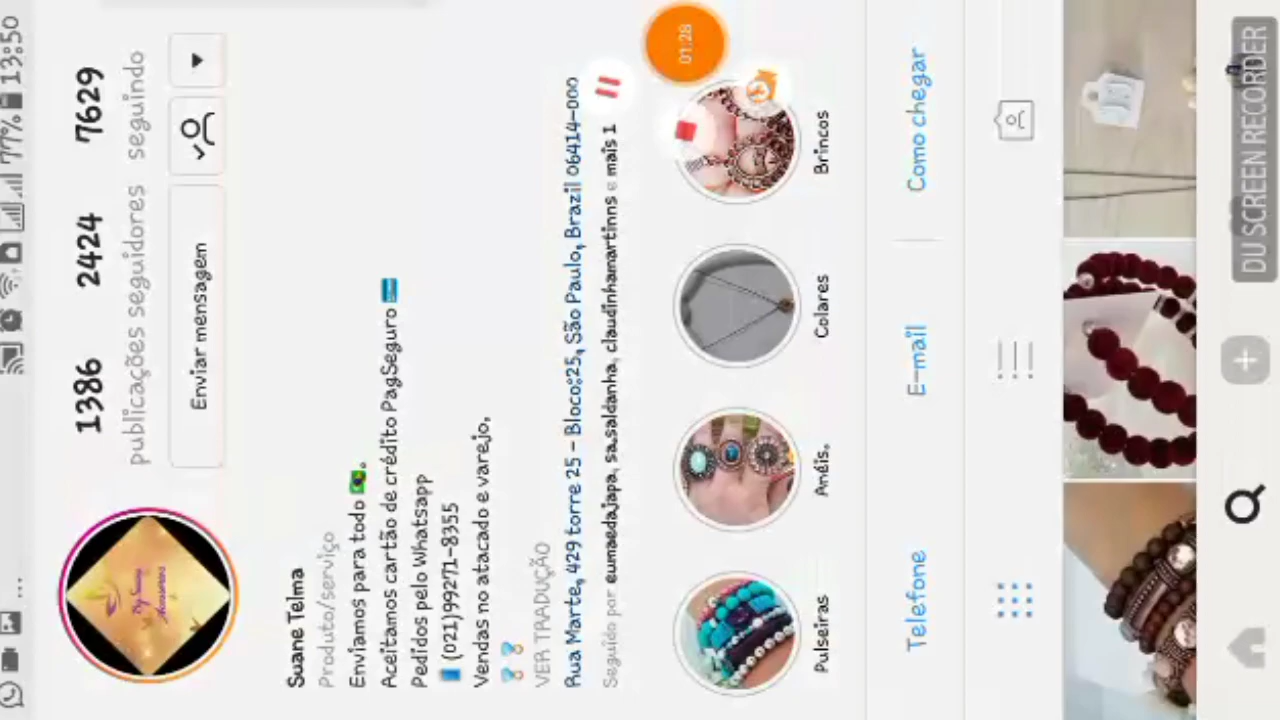 77% 13:50
01:28
1386 2424 7629
publicações seguidores seguindo
Enviar mensagem
By Suany
Acessórios
Suane Telma
Produto/serviço
Enviamos para todo 🇧🇷.
Aceitamos cartão de crédito PagSeguro
Pedidos pelo Whatsapp
(021)99271-8355
Vendas no atacado e varejo,
VER TRADUÇÃO
Rua Marte, 429 torre 25 - Bloco:25, São Paulo, Brazil 06414-000
Seguido por eumaedajapa, sa.saldanha, claudinhamartinns e mais 1
Pulseiras Anéis. Colares Brincos
Telefone E-mail Como chegar
DU SCREEN RECORDER